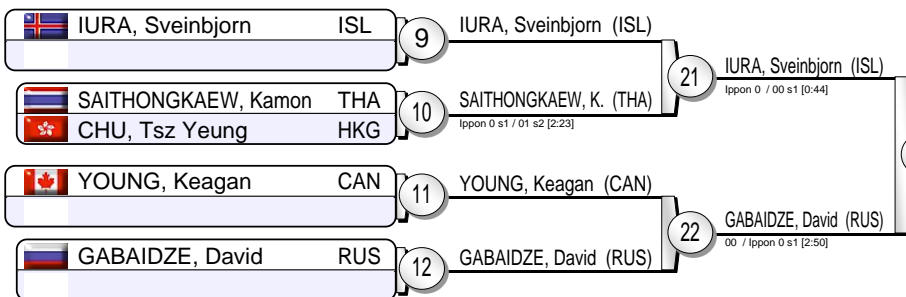 IURA, Sveinbjorn ISL
9
IURA, Sveinbjorn (ISL)
SAITHONGKAEW, Kamon THA
CHU, Tsz Yeung HKG
10
SAITHONGKAEW, K. (THA)
Ippon 0 s1 / 01 s2 [2:23]
21
IURA, Sveinbjorn (ISL)
Ippon 0 / 00 s1 [0:44]
YOUNG, Keagan CAN
11
YOUNG, Keagan (CAN)
GABAIDZE, David RUS
12
GABAIDZE, David (RUS)
22
GABAIDZE, David (RUS)
00 / Ippon 0 s1 [2:50]